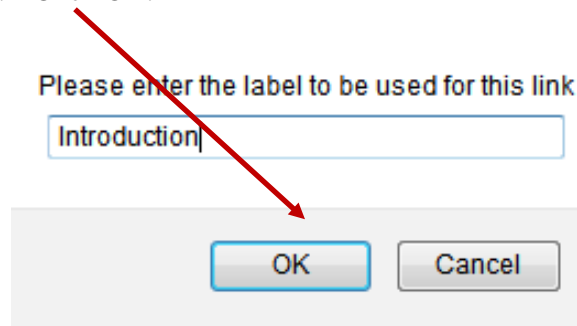 Please enter the label to be used for this link
Introduction
OK Cancel